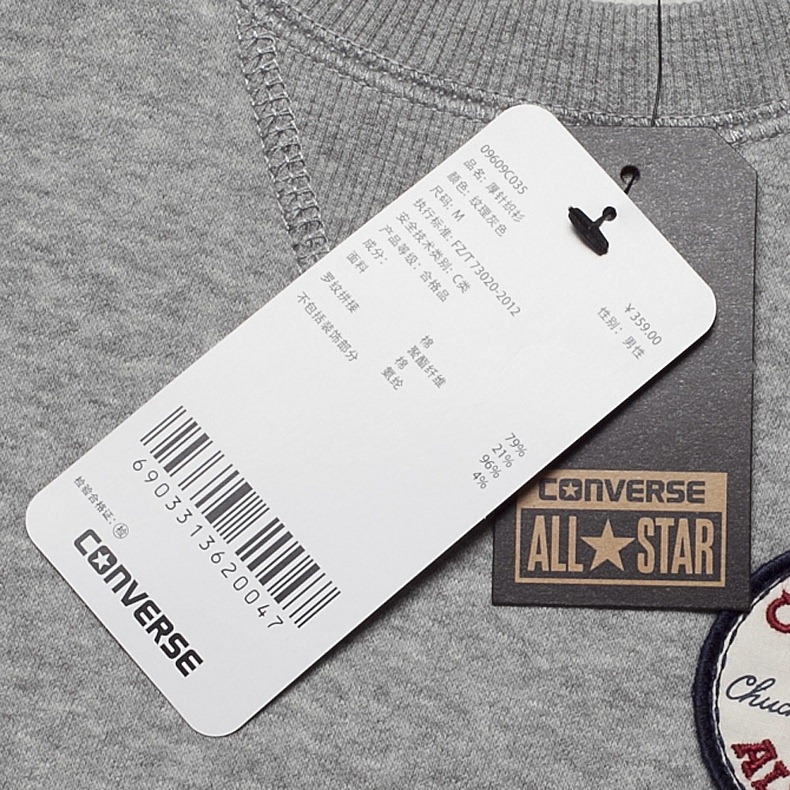 09609C035
品名: 厚针织衫
颜色: 纹理灰色
尺码: M
执行标准: FZ/T 73020-2012
安全技术类别: C类
产品等级: 合格品
¥359.00
性别: 男性
成分:
面料 棉 79%
聚酯纤维 21%
罗纹拼接 棉 96%
氨纶 4%
不包括装饰部分
6903313620047
检验合格证: 检
CONVERSE
CONVERSE
ALL STAR
Chuc
AL